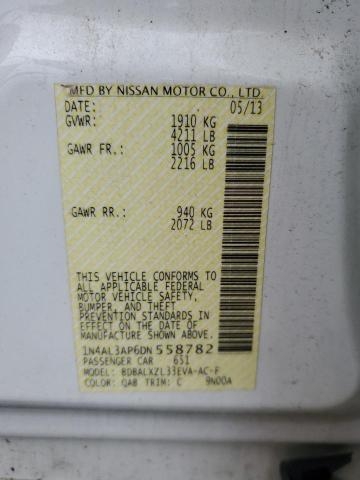 MFD BY NISSAN MOTOR CO., LTD.
DATE: 05/13
GVWR: 1910 KG
4211 LB
GAWR FR.: 1005 KG
2216 LB
GAWR RR.: 940 KG
2072 LB
THIS VEHICLE CONFORMS TO
ALL APPLICABLE FEDERAL
MOTOR VEHICLE SAFETY,
BUMPER, AND THEFT
PREVENTION STANDARDS
IN EFFECT ON THE DATE OF
MANUFACTURE SHOWN ABOVE.
1N4AL3AP6DN558782
PASSENGER CAR 651
MODEL: BDBALXZL33EVA-AC-F
COLOR: QAB TRIM: C 9N00A